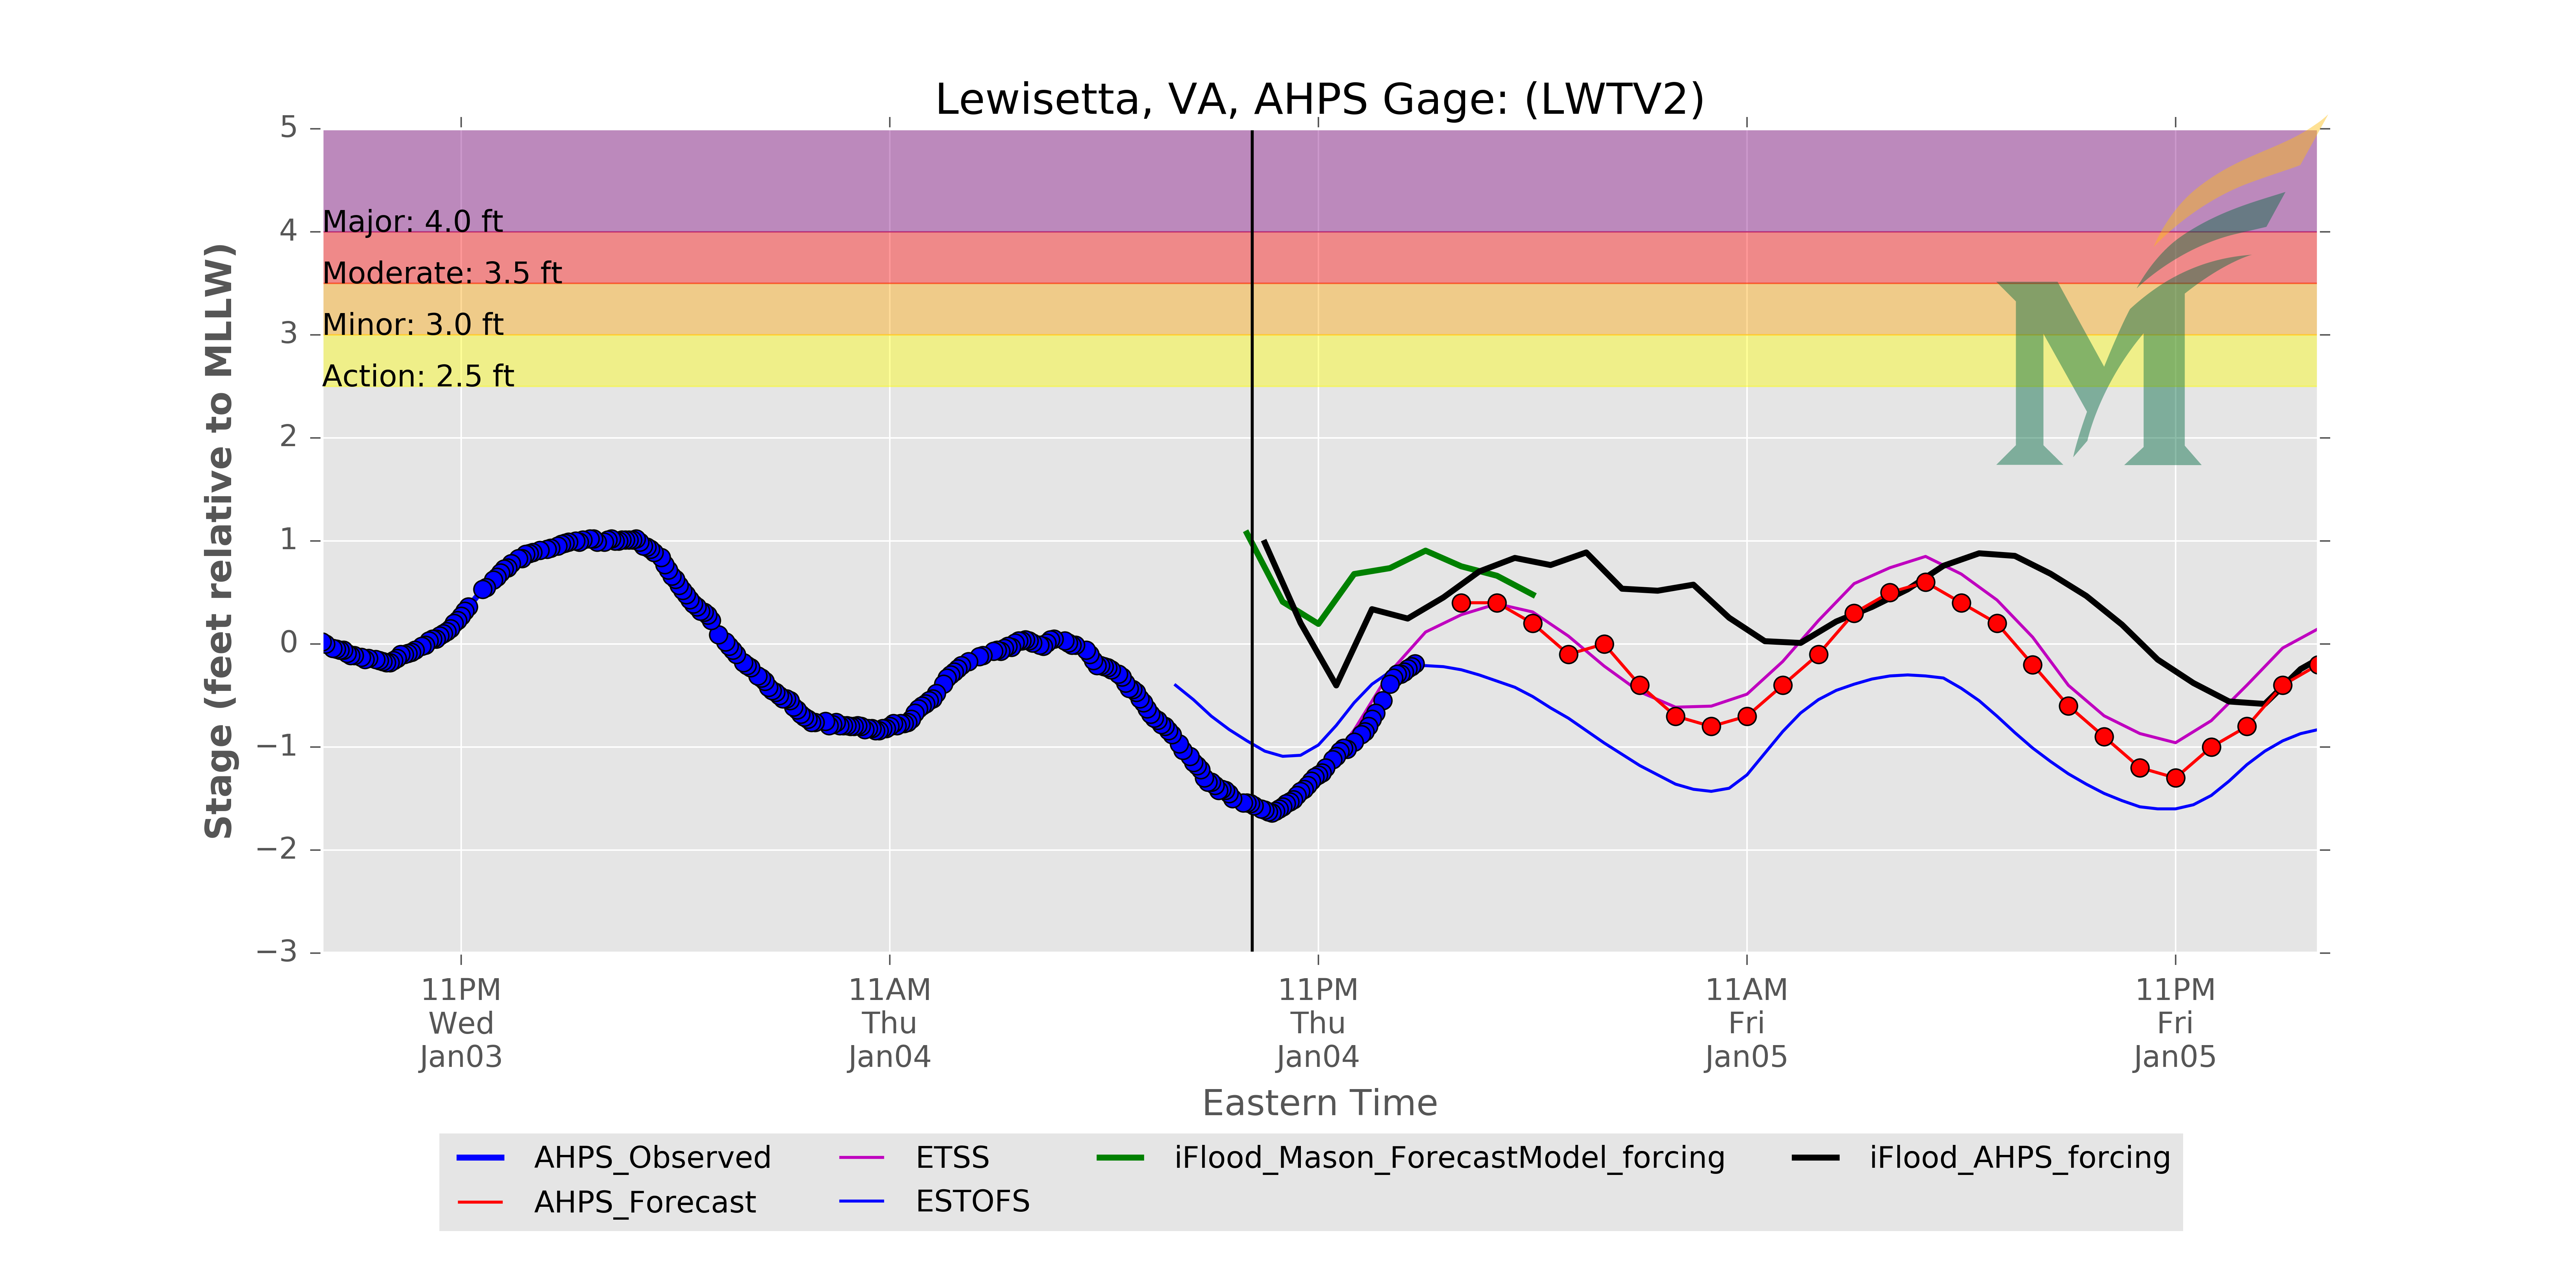 Lewisetta, VA, AHPS Gage: (LWTV2)
Stage (feet relative to MLLW)
5
4
3
2
1
0
−1
−2
−3
Major: 4.0 ft
Moderate: 3.5 ft
Minor: 3.0 ft
Action: 2.5 ft
M
11PM
Wed
Jan03
11AM
Thu
Jan04
11PM
Thu
Jan04
11AM
Fri
Jan05
11PM
Fri
Jan05
Eastern Time
AHPS_Observed
AHPS_Forecast
ETSS
ESTOFS
iFlood_Mason_ForecastModel_forcing
iFlood_AHPS_forcing